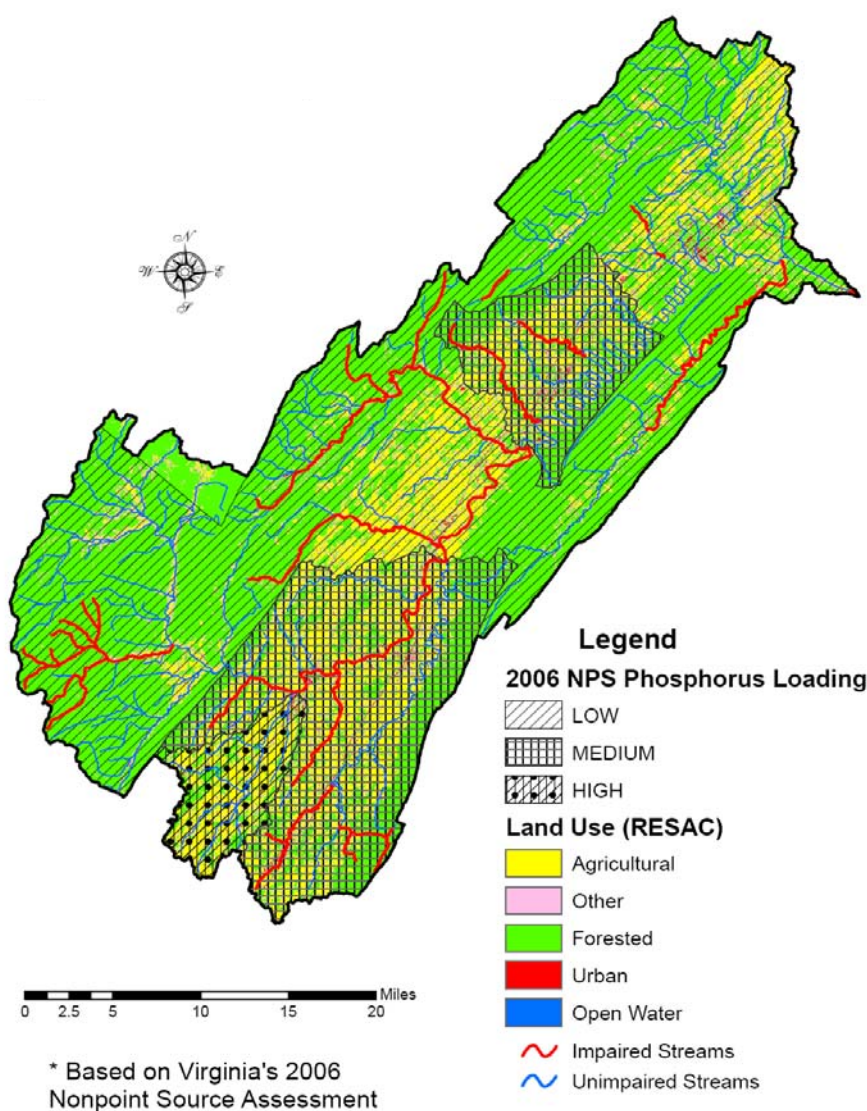 N
W E
S
Legend
2006 NPS Phosphorus Loading
LOW
MEDIUM
HIGH
Land Use (RESAC)
Agricultural
Other
Forested
Urban
Open Water
Impaired Streams
Unimpaired Streams
Miles
0 2.5 5 10 15 20
* Based on Virginia's 2006
Nonpoint Source Assessment